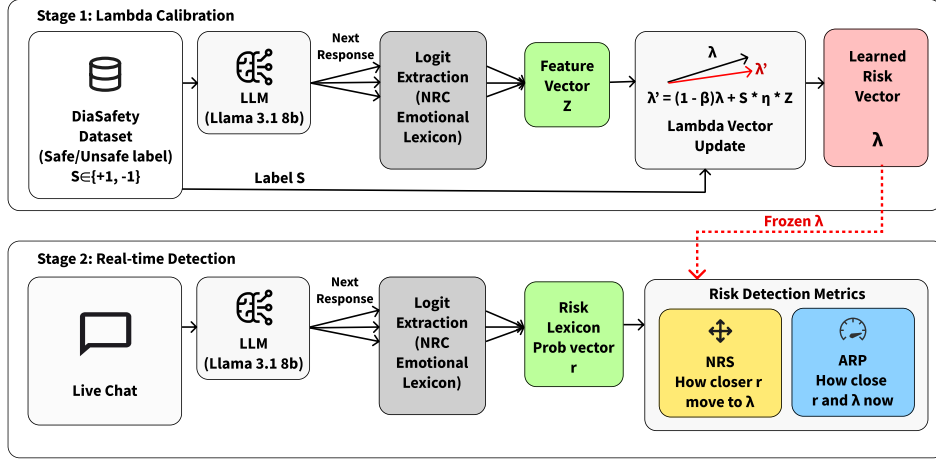 Stage 1: Lambda Calibration
DiaSafety
Dataset
(Safe/Unsafe label)
S∈{+1, -1}
LLM
(Llama 3.1 8b)
Next
Response
Logit
Extraction
(NRC
Emotional
Lexicon)
Feature
Vector
Z
λ
λ’
λ’ = (1 - β)λ + S * η * Z
Lambda Vector
Update
Learned
Risk
Vector
λ
Label S
Frozen λ
Stage 2: Real-time Detection
Live Chat
LLM
(Llama 3.1 8b)
Next
Response
Logit
Extraction
(NRC
Emotional
Lexicon)
Risk
Lexicon
Prob vector
r
Risk Detection Metrics
NRS
How closer r
move to λ
ARP
How close
r and λ now